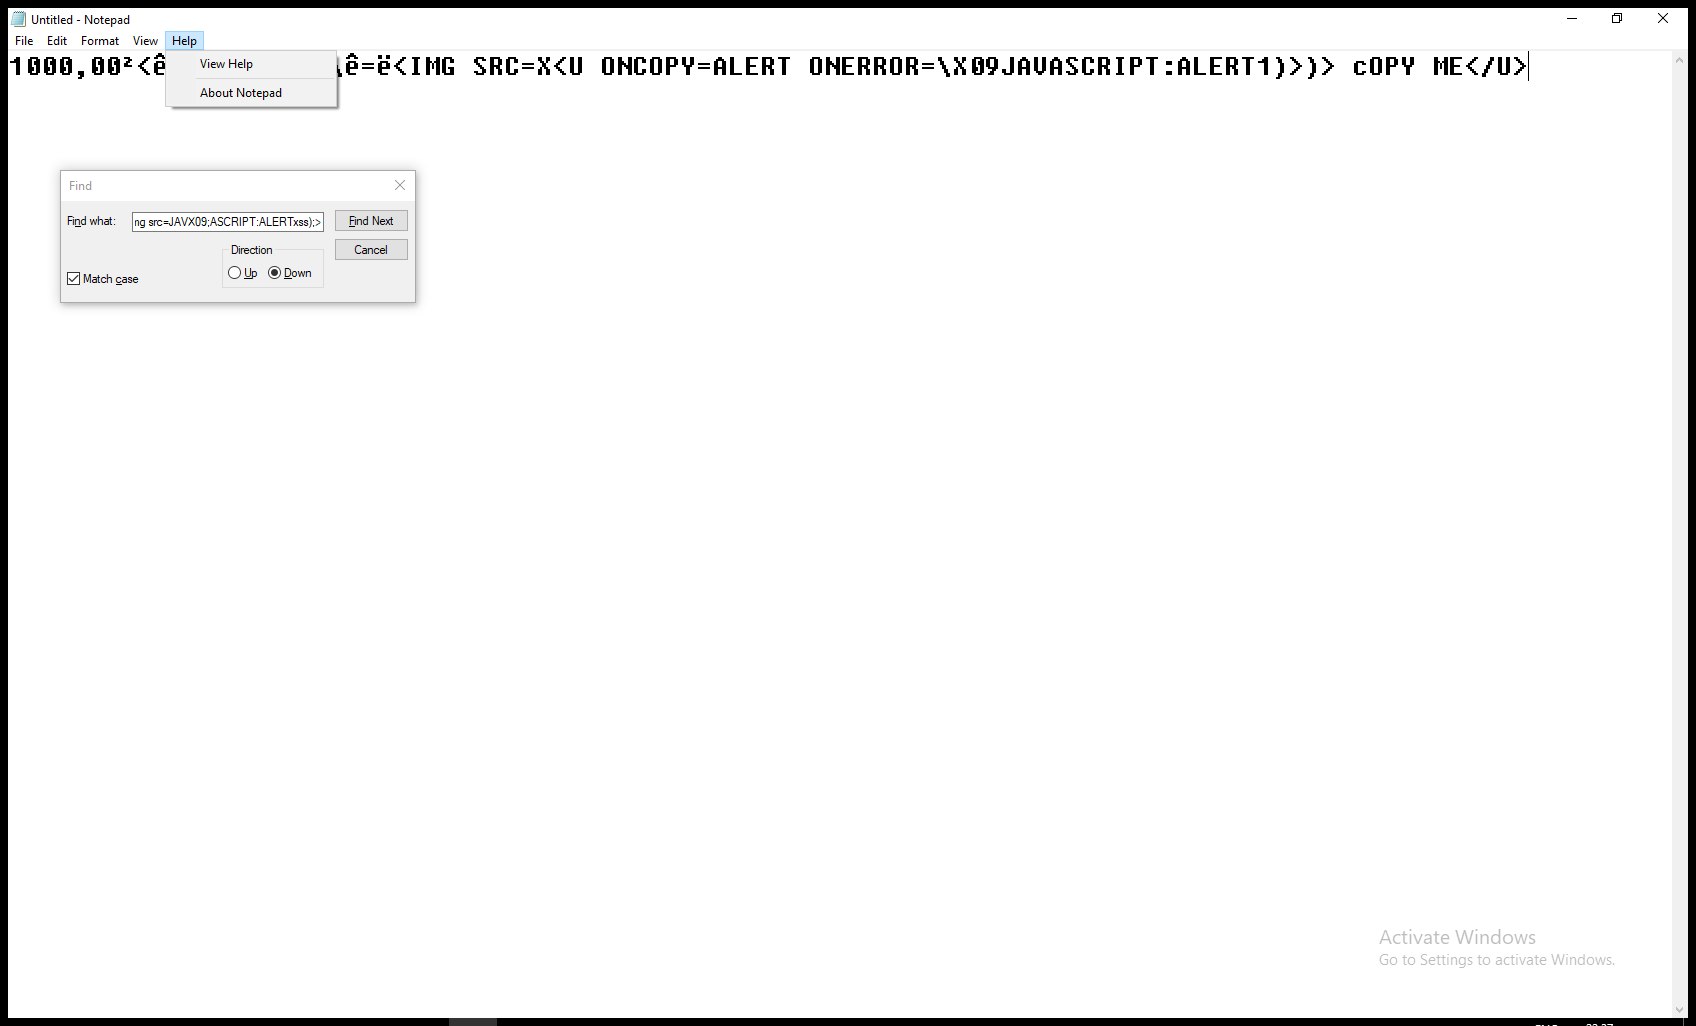 Untitled - Notepad
File Edit Format View Help
1000,00²<ê \ê=ë<IMG SRC=X<U ONCOPY=ALERT ONERROR=\X09JAVASCRIPT:ALERT1)>)> cOPY ME</U>
View Help
About Notepad
Find
Find what: ng src=JAVX09;ASCRIPT:ALERTxss);> Find Next
Direction Cancel
Up Down
Match case
Activate Windows
Go to Settings to activate Windows.